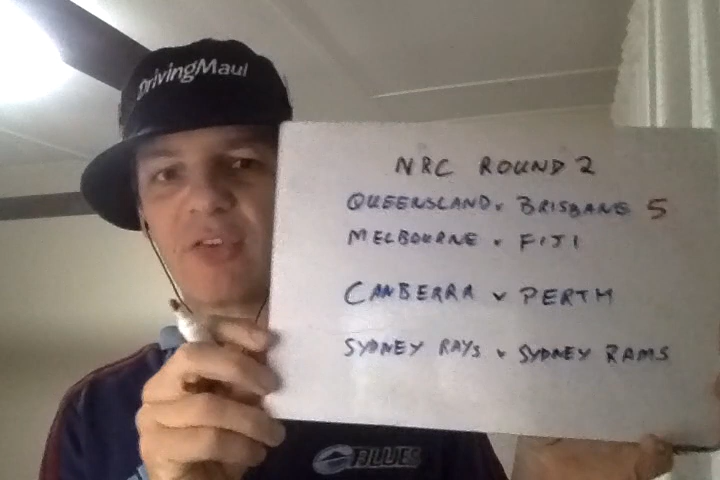 DrivingMaul
NRC ROUND 2
QUEENSLAND v BRISBANE 5
MELBOURNE v FIJI
CANBERRA v PERTH
SYDNEY RAYS v SYDNEY RAMS
BLUES